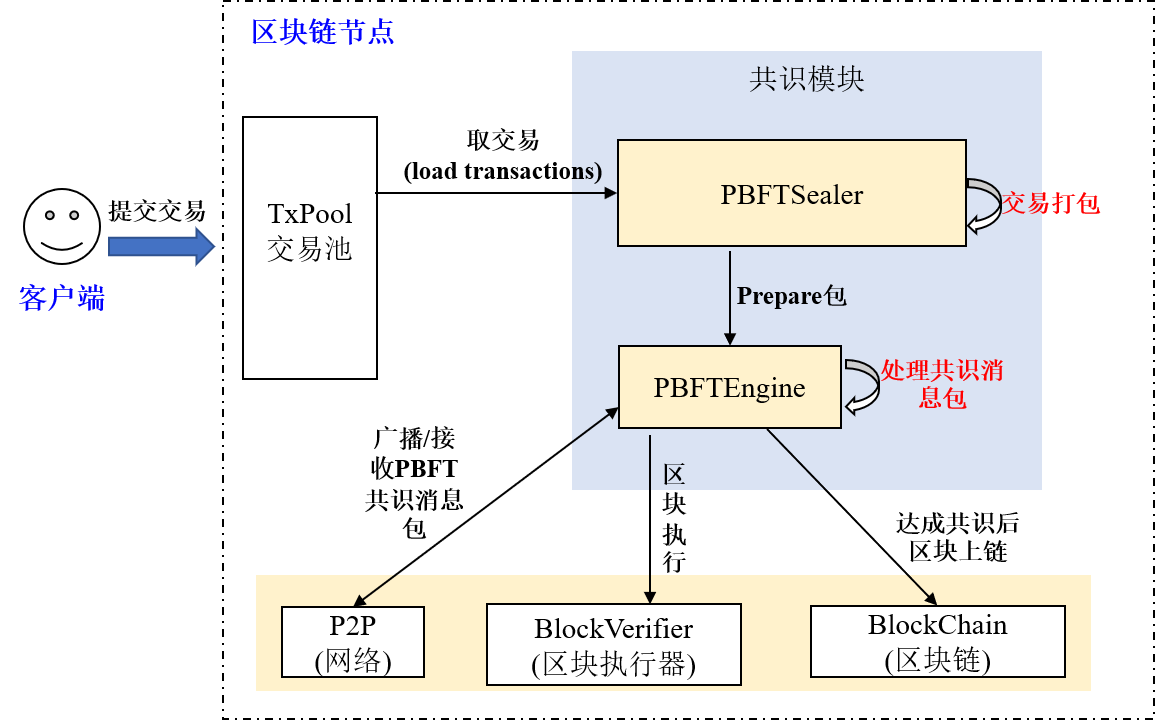 区块链节点
共识模块
取交易
(load transactions)
PBFTSealer
交易打包
提交交易
TxPool
交易池
客户端
Prepare包
PBFTEngine
处理共识消
息包
广播/接
收PBFT
共识消息
包
区
块
执
行
达成共识后
区块上链
P2P
(网络)
BlockVerifier
(区块执行器)
BlockChain
(区块链)